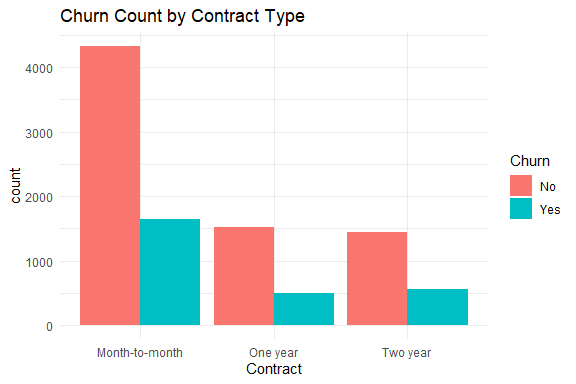 Churn Count by Contract Type
count
4000
3000
2000
1000
0
Month-to-month
One year
Two year
Contract
Churn
No
Yes